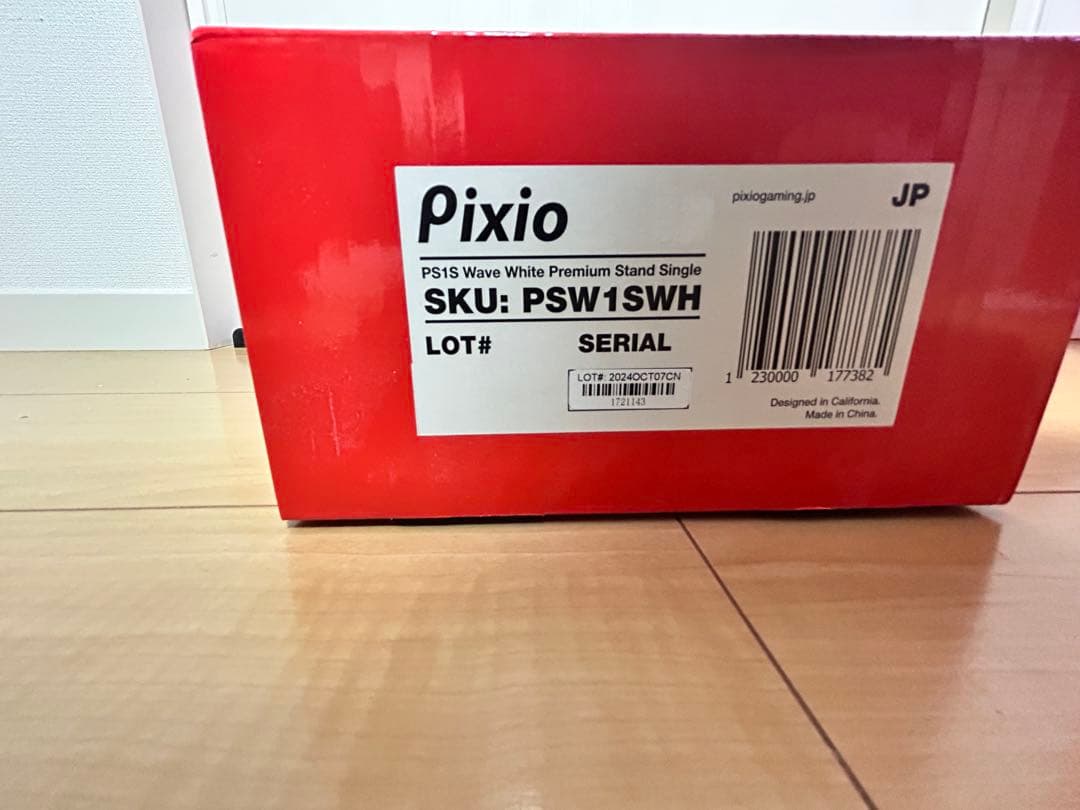 Pixio
PS1S Wave White Premium Stand Single
SKU: PSW1SWH
LOT# SERIAL
LOT#: 2024OCT07CN
1721143
pixiogaming.jp JP
1 230000 177382
Designed in California.
Made in China.